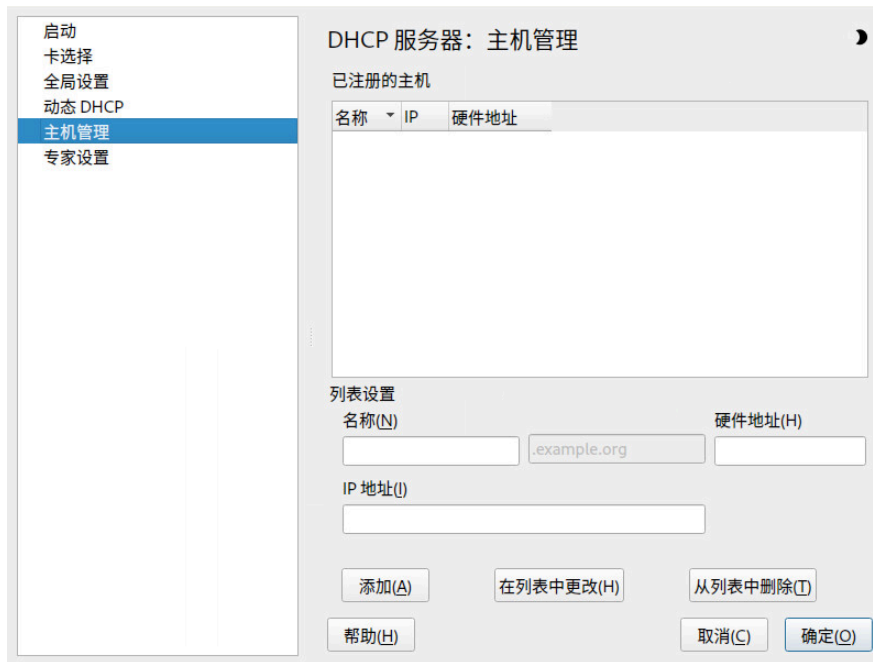 启动
卡选择
全局设置
动态 DHCP
主机管理
专家设置
DHCP 服务器：主机管理
已注册的主机
名称 IP 硬件地址
列表设置
名称(N) 硬件地址(H)
.example.org
IP 地址(I)
添加(A) 在列表中更改(H) 从列表中删除(T)
帮助(H) 取消(C) 确定(O)